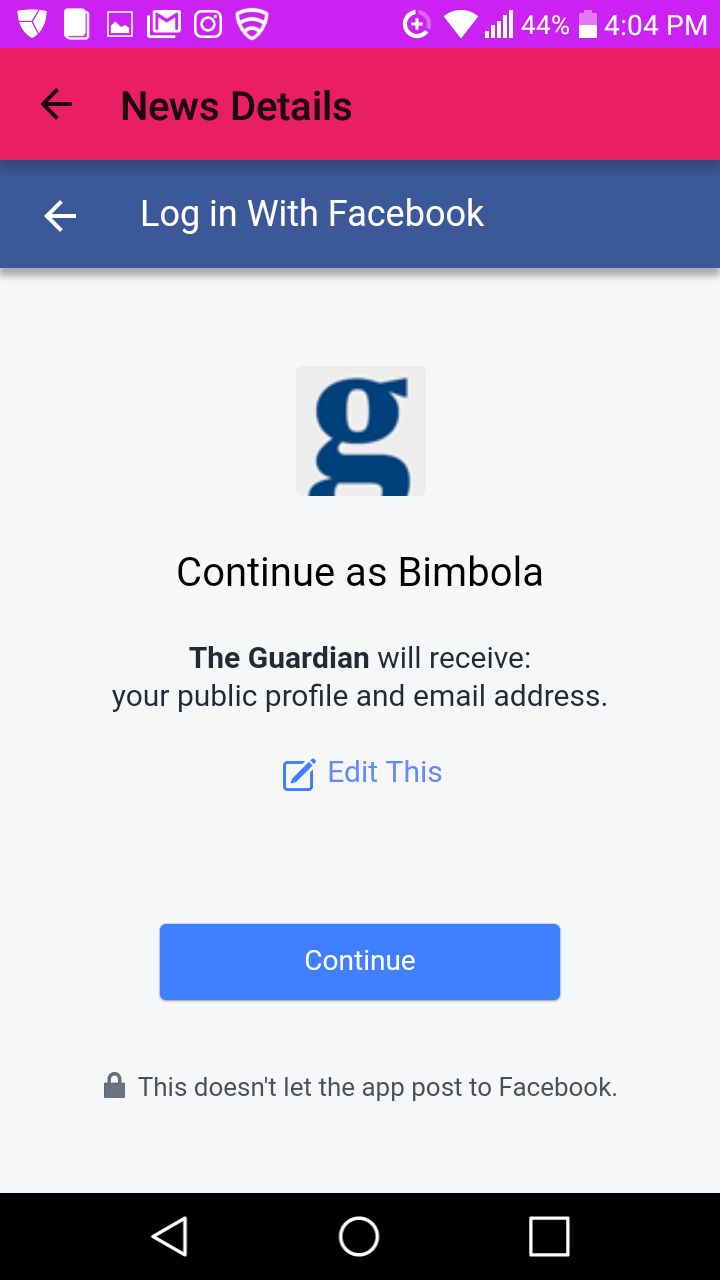 44% 4:04 PM
News Details
Log in With Facebook
g
Continue as Bimbola
The Guardian will receive:
your public profile and email address.
Edit This
Continue
This doesn't let the app post to Facebook.